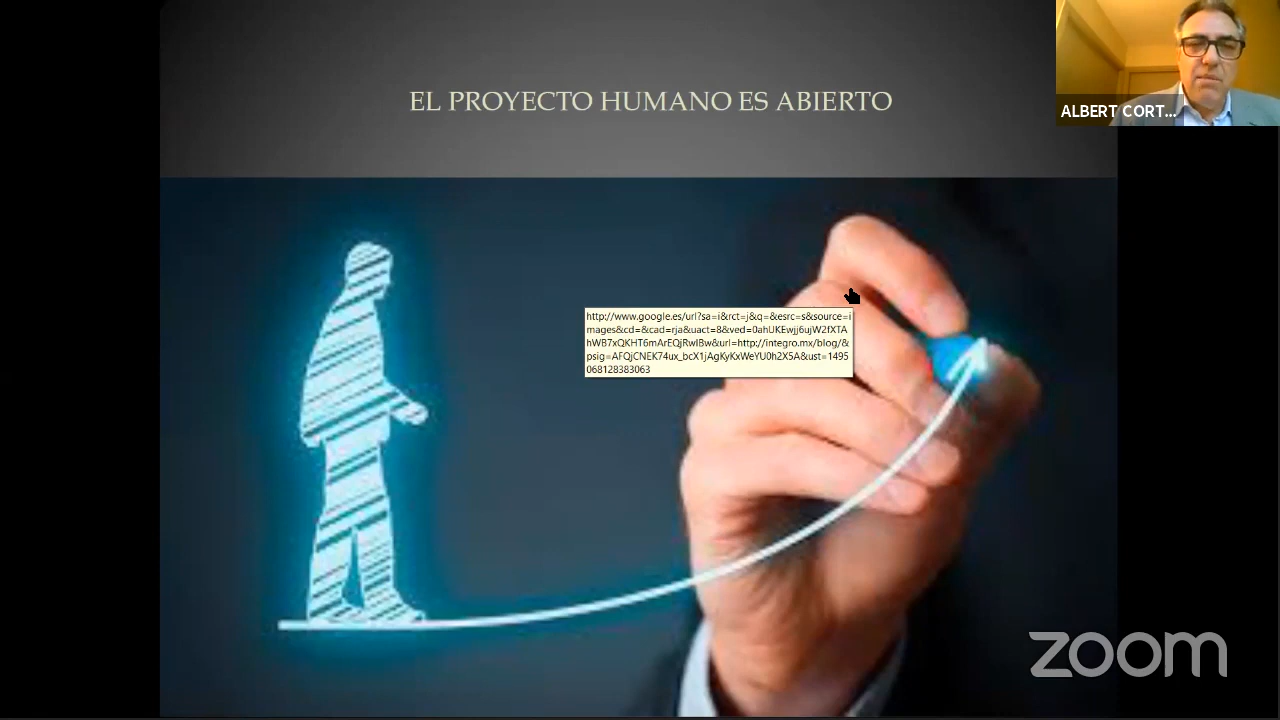 EL PROYECTO HUMANO ES ABIERTO
ALBERT CORT...
http://www.google.es/url?sa=i&rct=j&q=&esrc=s&source=i
mages&cd=&cad=rja&uact=8&ved=0ahUKEwjj6ujW2fXTA
hWB7xQKHT6mArEQjRwIBw&url=http://integro.mx/blog/&
psig=AFQjCNEK74ux_bcX1jAgKyKxWeYU0h2X5A&ust=1495
068128383063
zoom